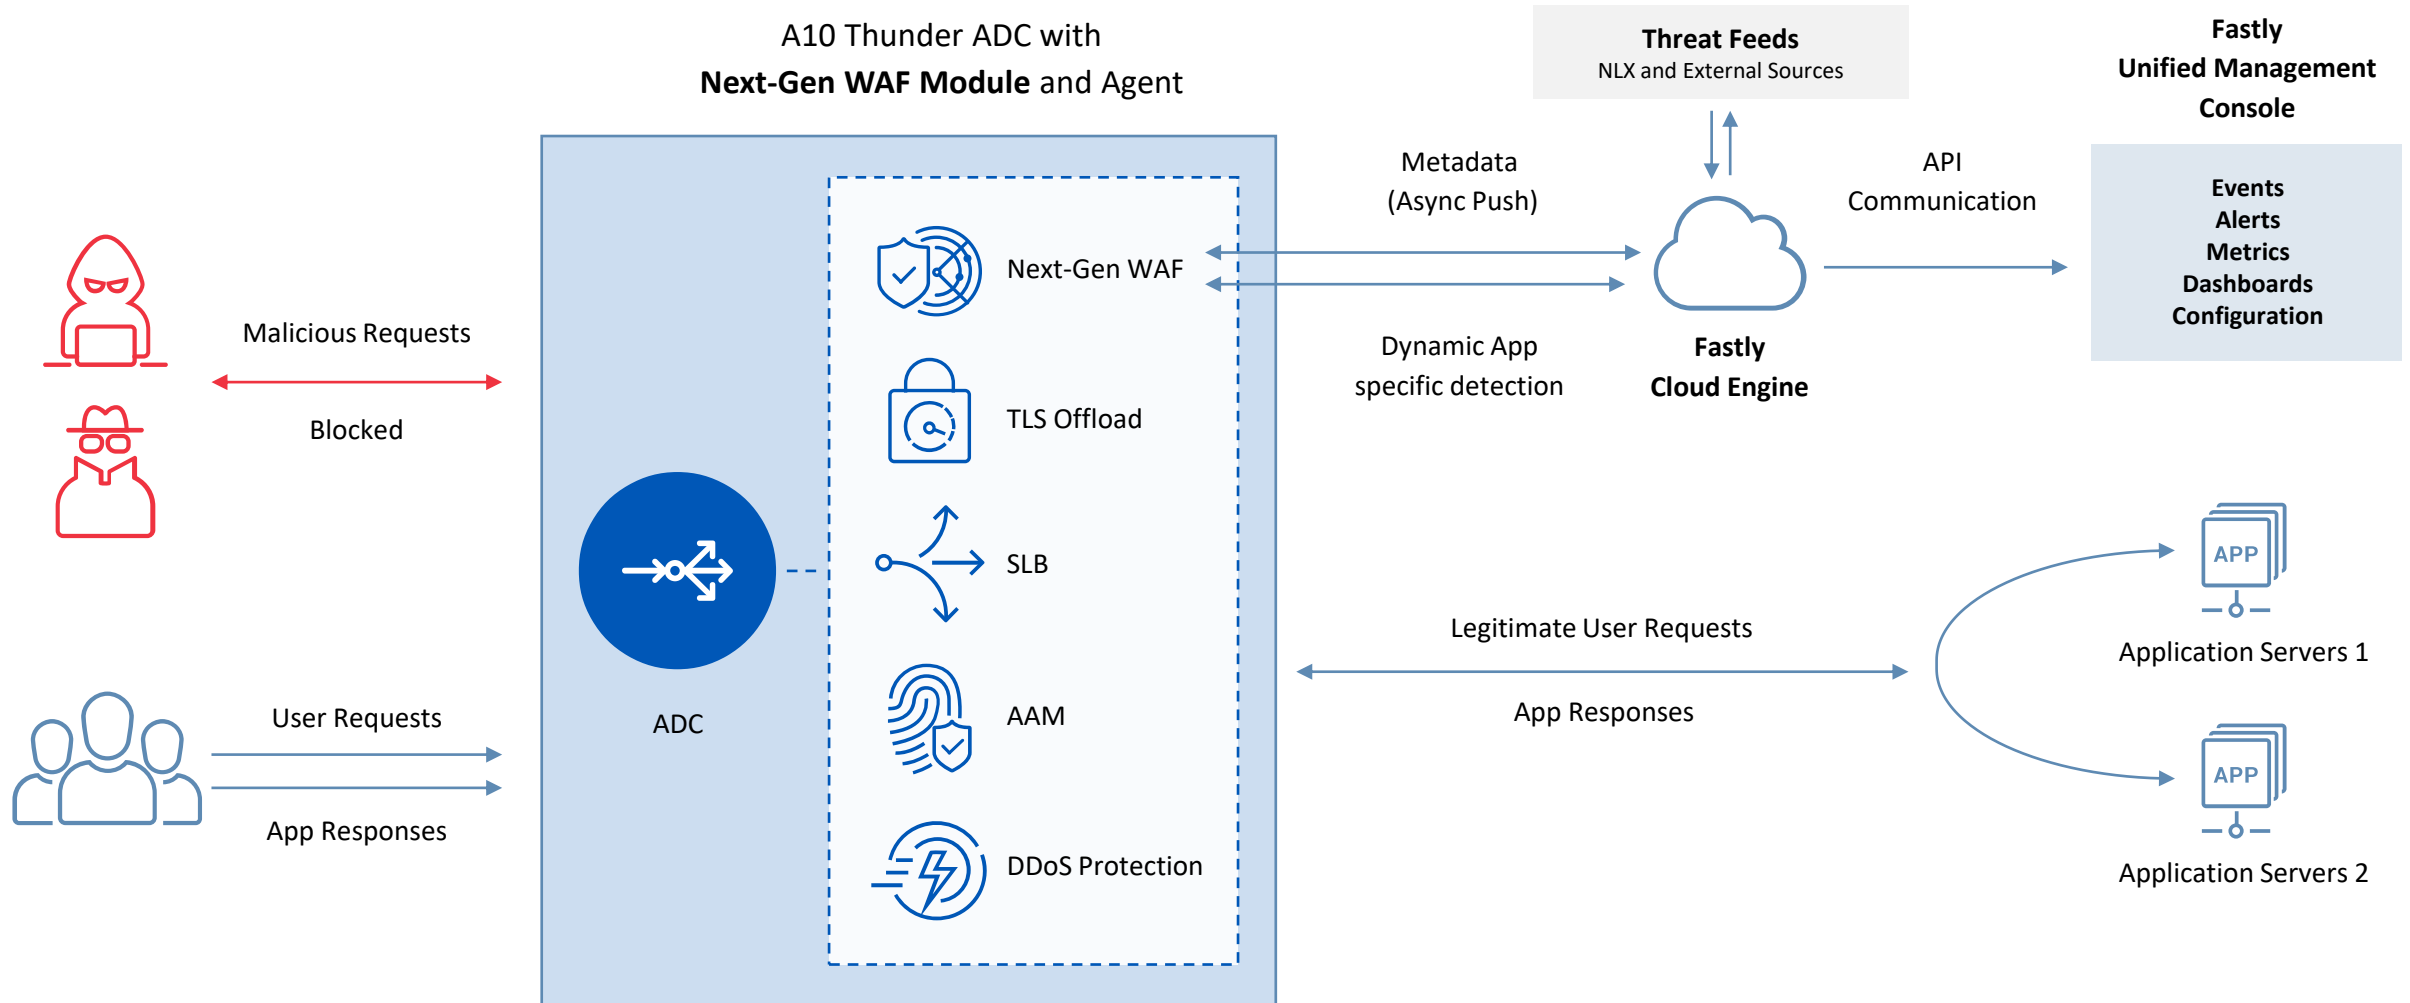 A10 Thunder ADC with
Next-Gen WAF Module and Agent
Threat Feeds
NLX and External Sources
Fastly
Unified Management
Console
Metadata
(Async Push)
API
Communication
Events
Alerts
Metrics
Dashboards
Configuration
Next-Gen WAF
Malicious Requests
Blocked
Dynamic App
specific detection
Fastly
Cloud Engine
TLS Offload
SLB
APP
Legitimate User Requests
Application Servers 1
User Requests
ADC
AAM
App Responses
APP
App Responses
DDoS Protection
Application Servers 2